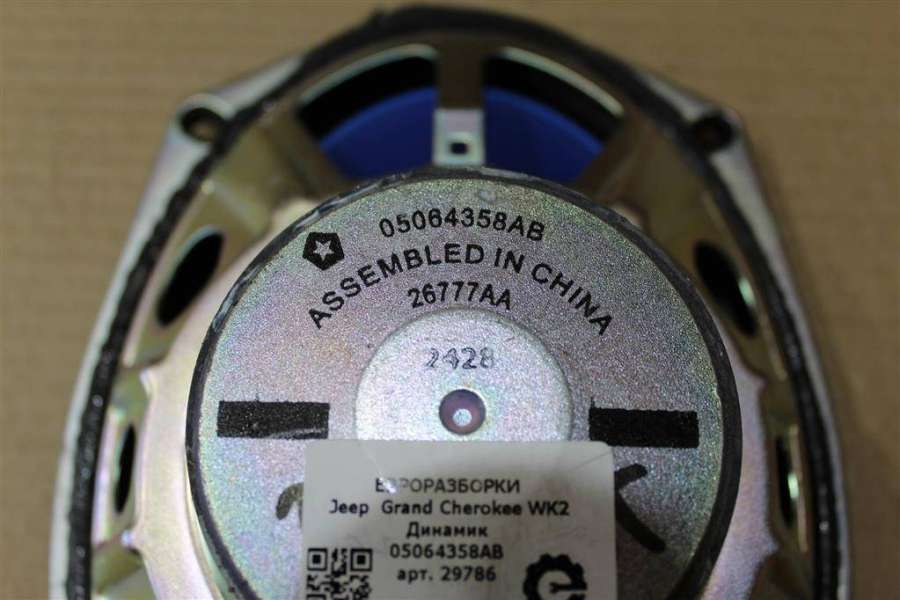 05064358AB
ASSEMBLED IN CHINA
26777AA
2428
ЕВРОРАЗБОРКИ
Jeep Grand Cherokee WK2
Динамик
05064358AB
арт. 29786